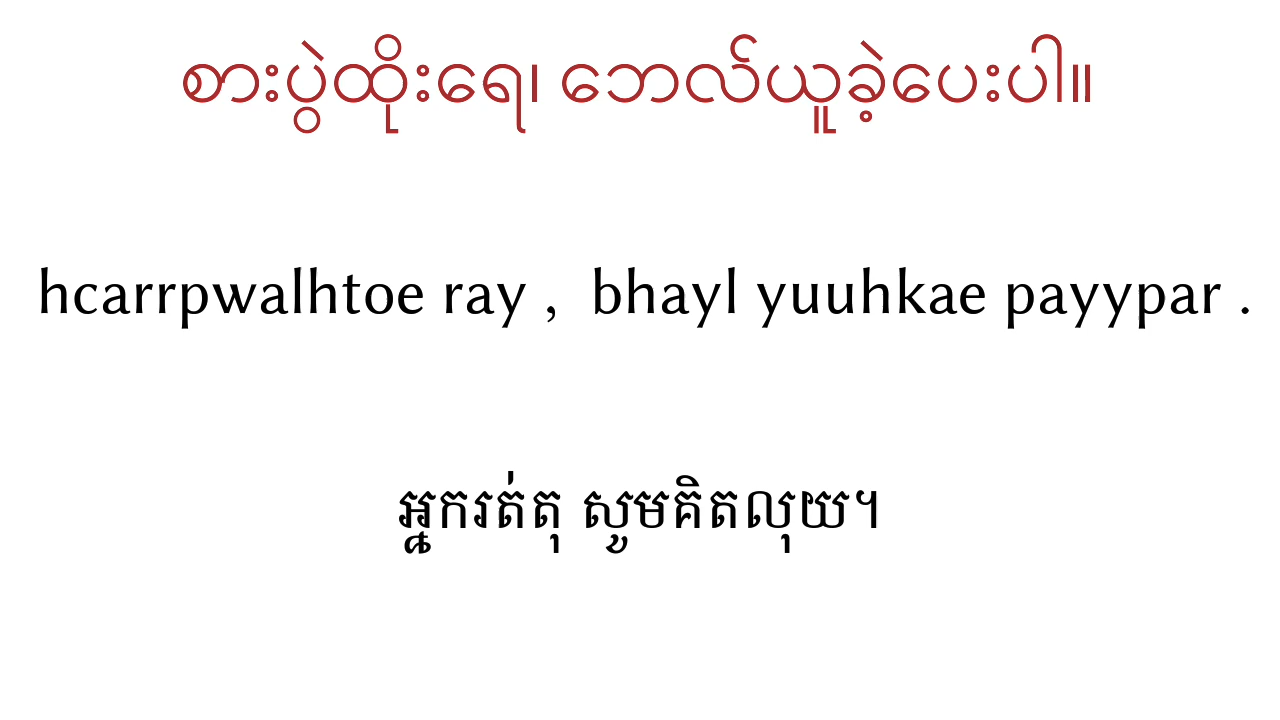 စားပွဲထိုးရေ၊ ဘေလ်ယူခဲ့ပေးပါ။
hcarrpwalhtoe ray , bhayl yuuhkae payypar .
អ្នករត់តុ សូមគិតលុយ។